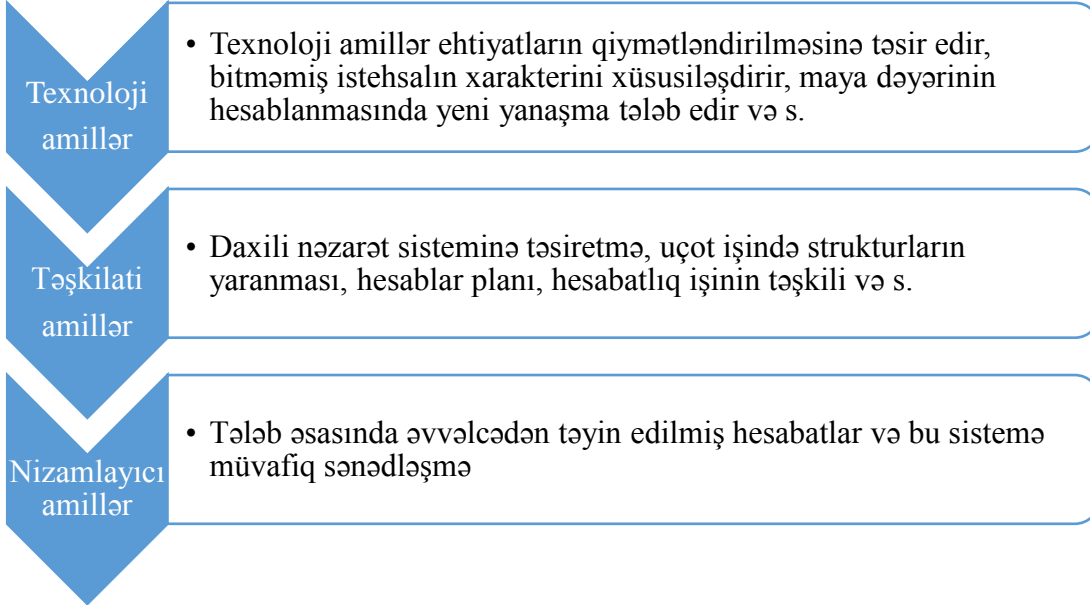 Texnoloji
amillər
• Texnoloji amillər ehtiyatların qiymətləndirilməsinə təsir edir,
bitməmiş istehsalın xarakterini xüsusiləşdirir, maya dəyərinin
hesablanmasında yeni yanaşma tələb edir və s.
Təşkilati
amillər
• Daxili nəzarət sisteminə təsiretmə, uçot işində strukturların
yaranması, hesablar planı, hesabatlıq işinin təşkili və s.
Nizamlayıcı
amillər
• Tələb əsasında əvvəlcədən təyin edilmiş hesabatlar və bu sistemə
müvafiq sənədləşmə